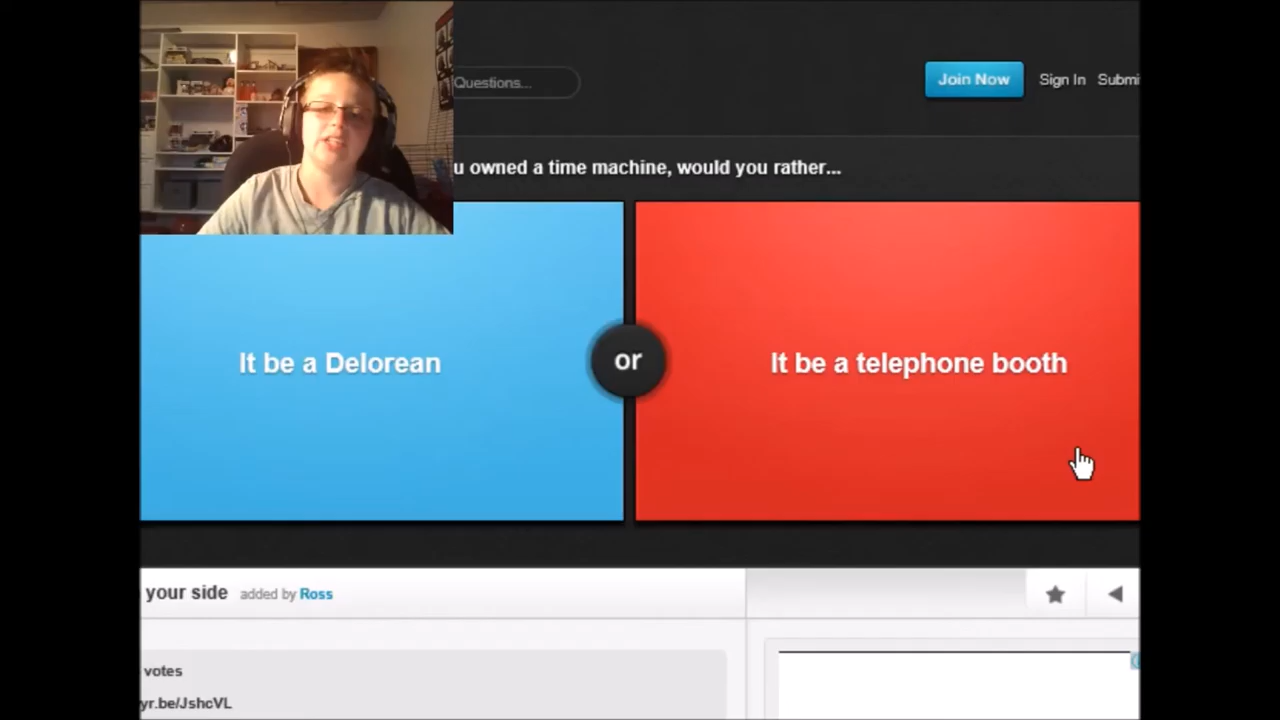 Questions...
Join Now
Sign In
Submi
u owned a time machine, would you rather...
It be a Delorean
or
It be a telephone booth
your side added by Ross
votes
yr.be/JshcVL